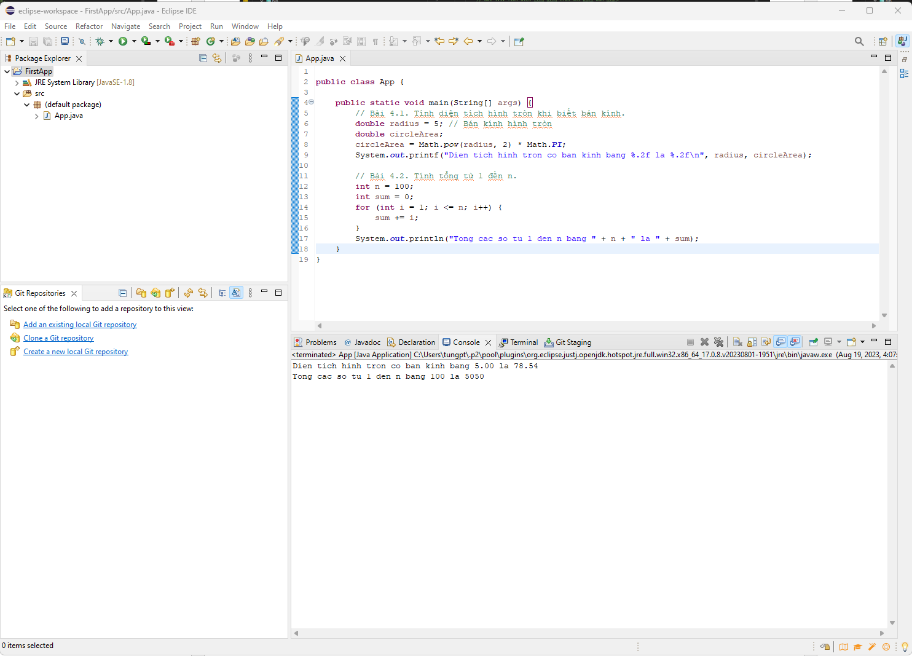 eclipse-workspace - FirstApp/src/App.java - Eclipse IDE
File Edit Source Refactor Navigate Search Project Run Window Help
Package Explorer
FirstApp
JRE System Library [JavaSE-1.8]
src
(default package)
App.java
App.java
1
2 public class App {
3
4 public static void main(String[] args) {
5 // Bài 4.1. Tính diện tích hình tròn khi biết bán kính.
6 double radius = 5; // Bán kính hình tròn
7 double circleArea;
8 circleArea = Math.pow(radius, 2) * Math.PI;
9 System.out.printf("Dien tich hinh tron co ban kinh bang %.2f la %.2f\n", radius, circleArea);
10
11 // Bài 4.2. Tính tổng từ 1 đến n.
12 int n = 100;
13 int sum = 0;
14 for (int i = 1; i <= n; i++) {
15 sum += i;
16 }
17 System.out.println("Tong cac so tu 1 den n bang " + n + " la " + sum);
18 }
19 }
Git Repositories
Select one of the following to add a repository to this view:
Add an existing local Git repository
Clone a Git repository
Create a new local Git repository
Problems Javadoc Declaration Console Terminal Git Staging
<terminated> App [Java Application] C:\Users\tungpt\.p2\pool\plugins\org.eclipse.justj.openjdk.hotspot.jre.full.win32.x86_64_17.0.8.v20230801-1951\jre\bin\javaw.exe (Aug 19, 2023, 4:07:
Dien tich hinh tron co ban kinh bang 5.00 la 78.54
Tong cac so tu 1 den n bang 100 la 5050
0 items selected